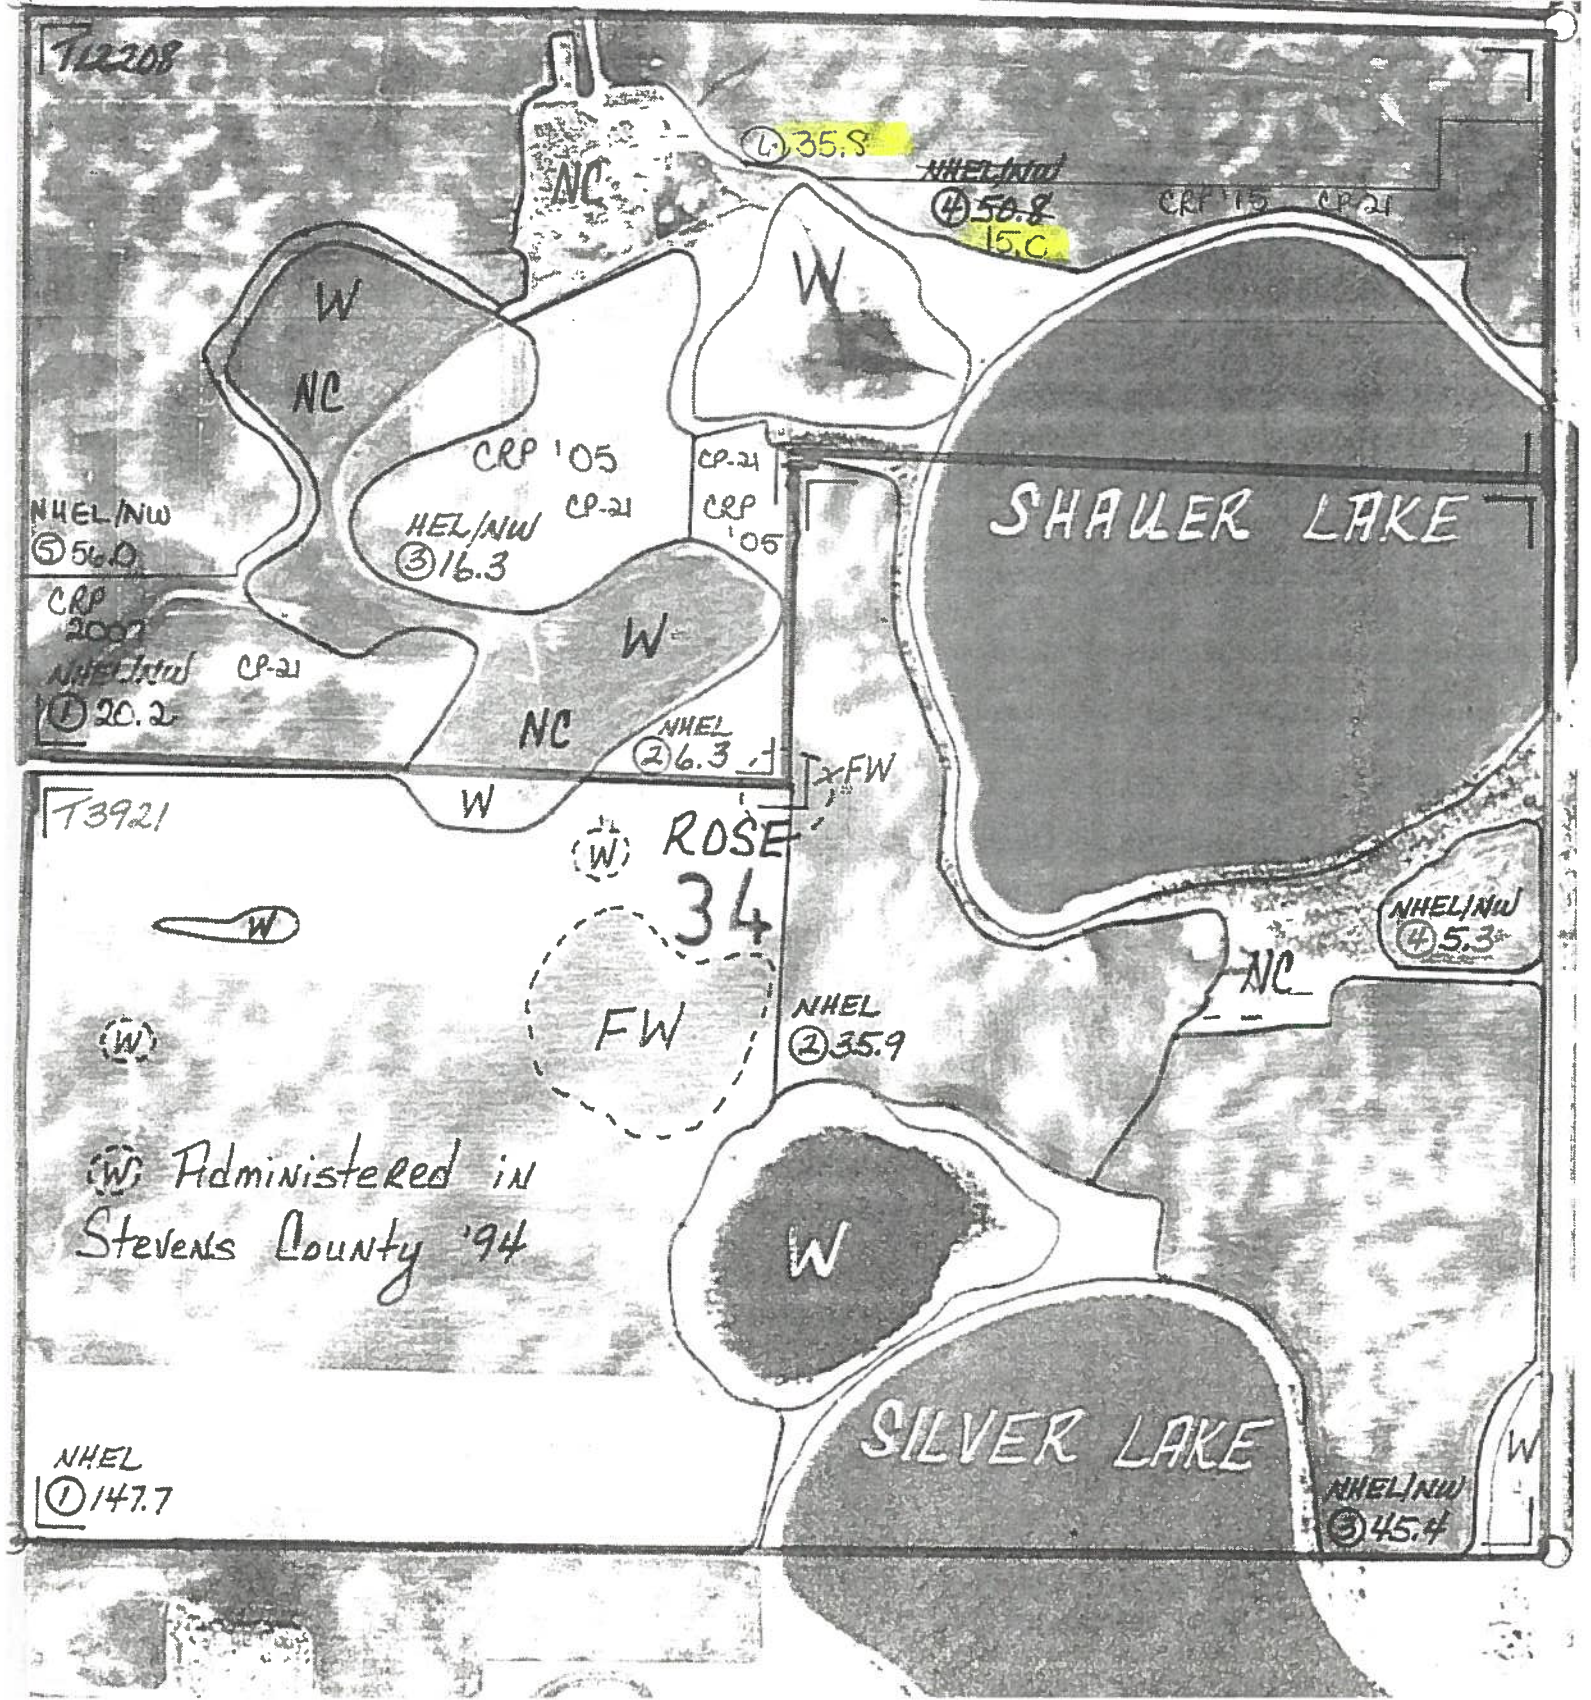 T12208
NC
35.8
NHEL/NW
④ 50.8
15.0
CRP '15 CP-21
W
W
NC
CRP '05
CP-21
HEL/NW
③ 16.3
CP-21
CRP
'05
SHAUER LAKE
NHEL/NW
⑤ 56.0
CRP
2007
NHEL/NW CP-21
① 20.2
W
NC
NHEL
② 6.3
FW
T3921
W
W
ROSE
34
W
NHEL/NW
④ 5.3
NC
FW
NHEL
② 35.9
W
W Administered in
Stevens County '94
W
SILVER LAKE
NHEL
① 147.7
W
NHEL/NW
③ 45.4